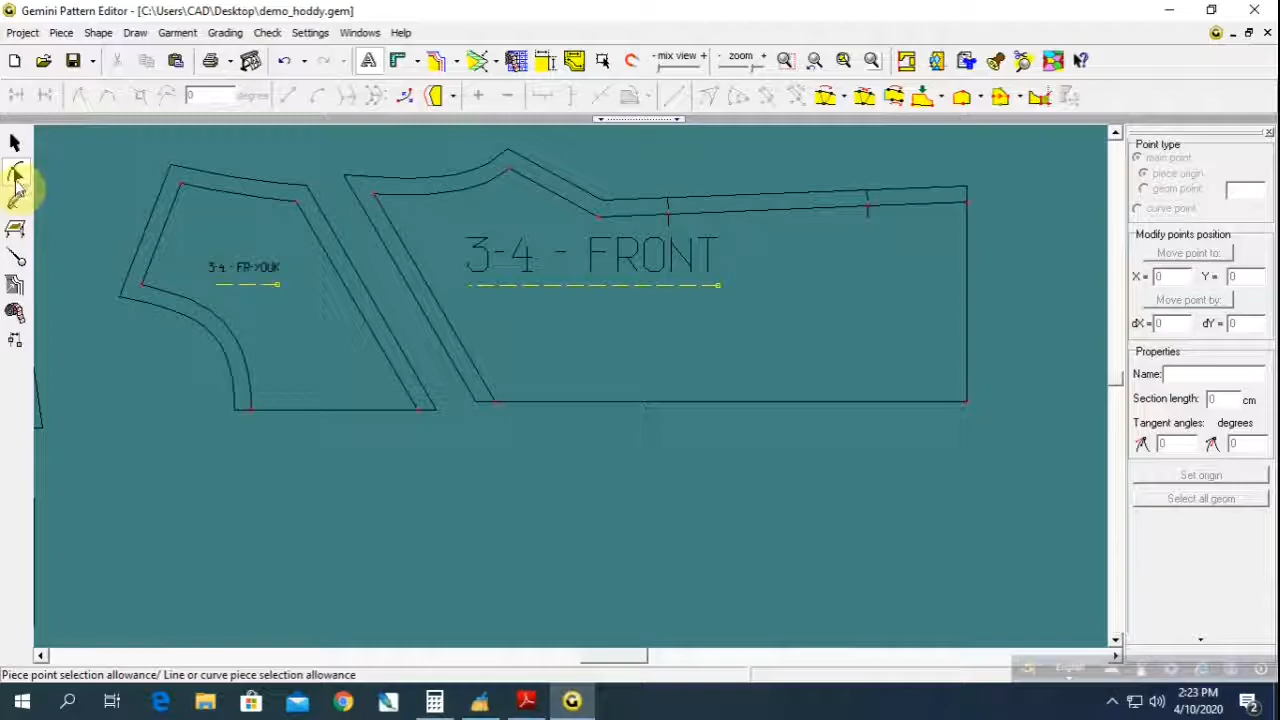 Gemini Pattern Editor - [C:\Users\CAD\Desktop\demo_hoddy.gem]
Project Piece Shape Draw Garment Grading Check Settings Windows Help
- mix view +
- zoom +
0 degrees
Point type
main point
piece origin
geom point
curve point
Modify points position
Move point to:
X = 0 Y = 0
Move point by:
dX = 0 dY = 0
Properties
Name:
Section length: 0 cm
Tangent angles: degrees
0 0
Set origin
Select all geom
3-4 - FR-YOUK
3-4 - FRONT
Piece point selection allowance/ Line or curve piece selection allowance
English
2:23 PM
4/10/2020
2